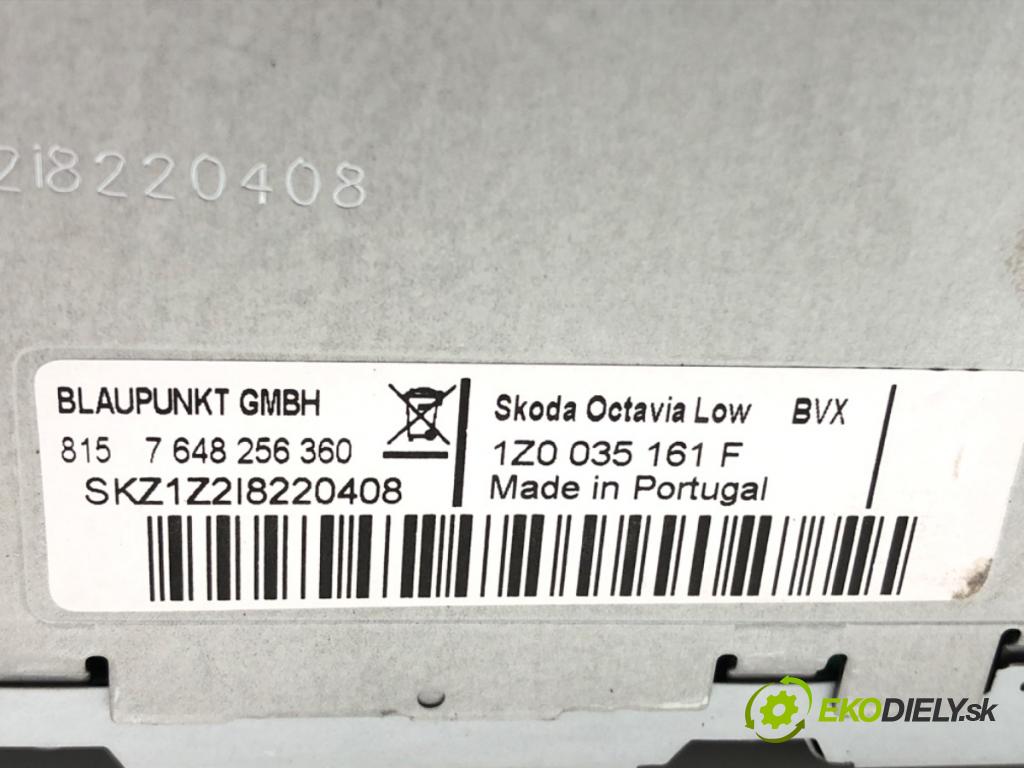 2I8220408
BLAUPUNKT GMBH
815 7 648 256 360
SKZ1Z2I8220408
Skoda Octavia Low BVX
1Z0 035 161 F
Made in Portugal
EKODIELY.sk